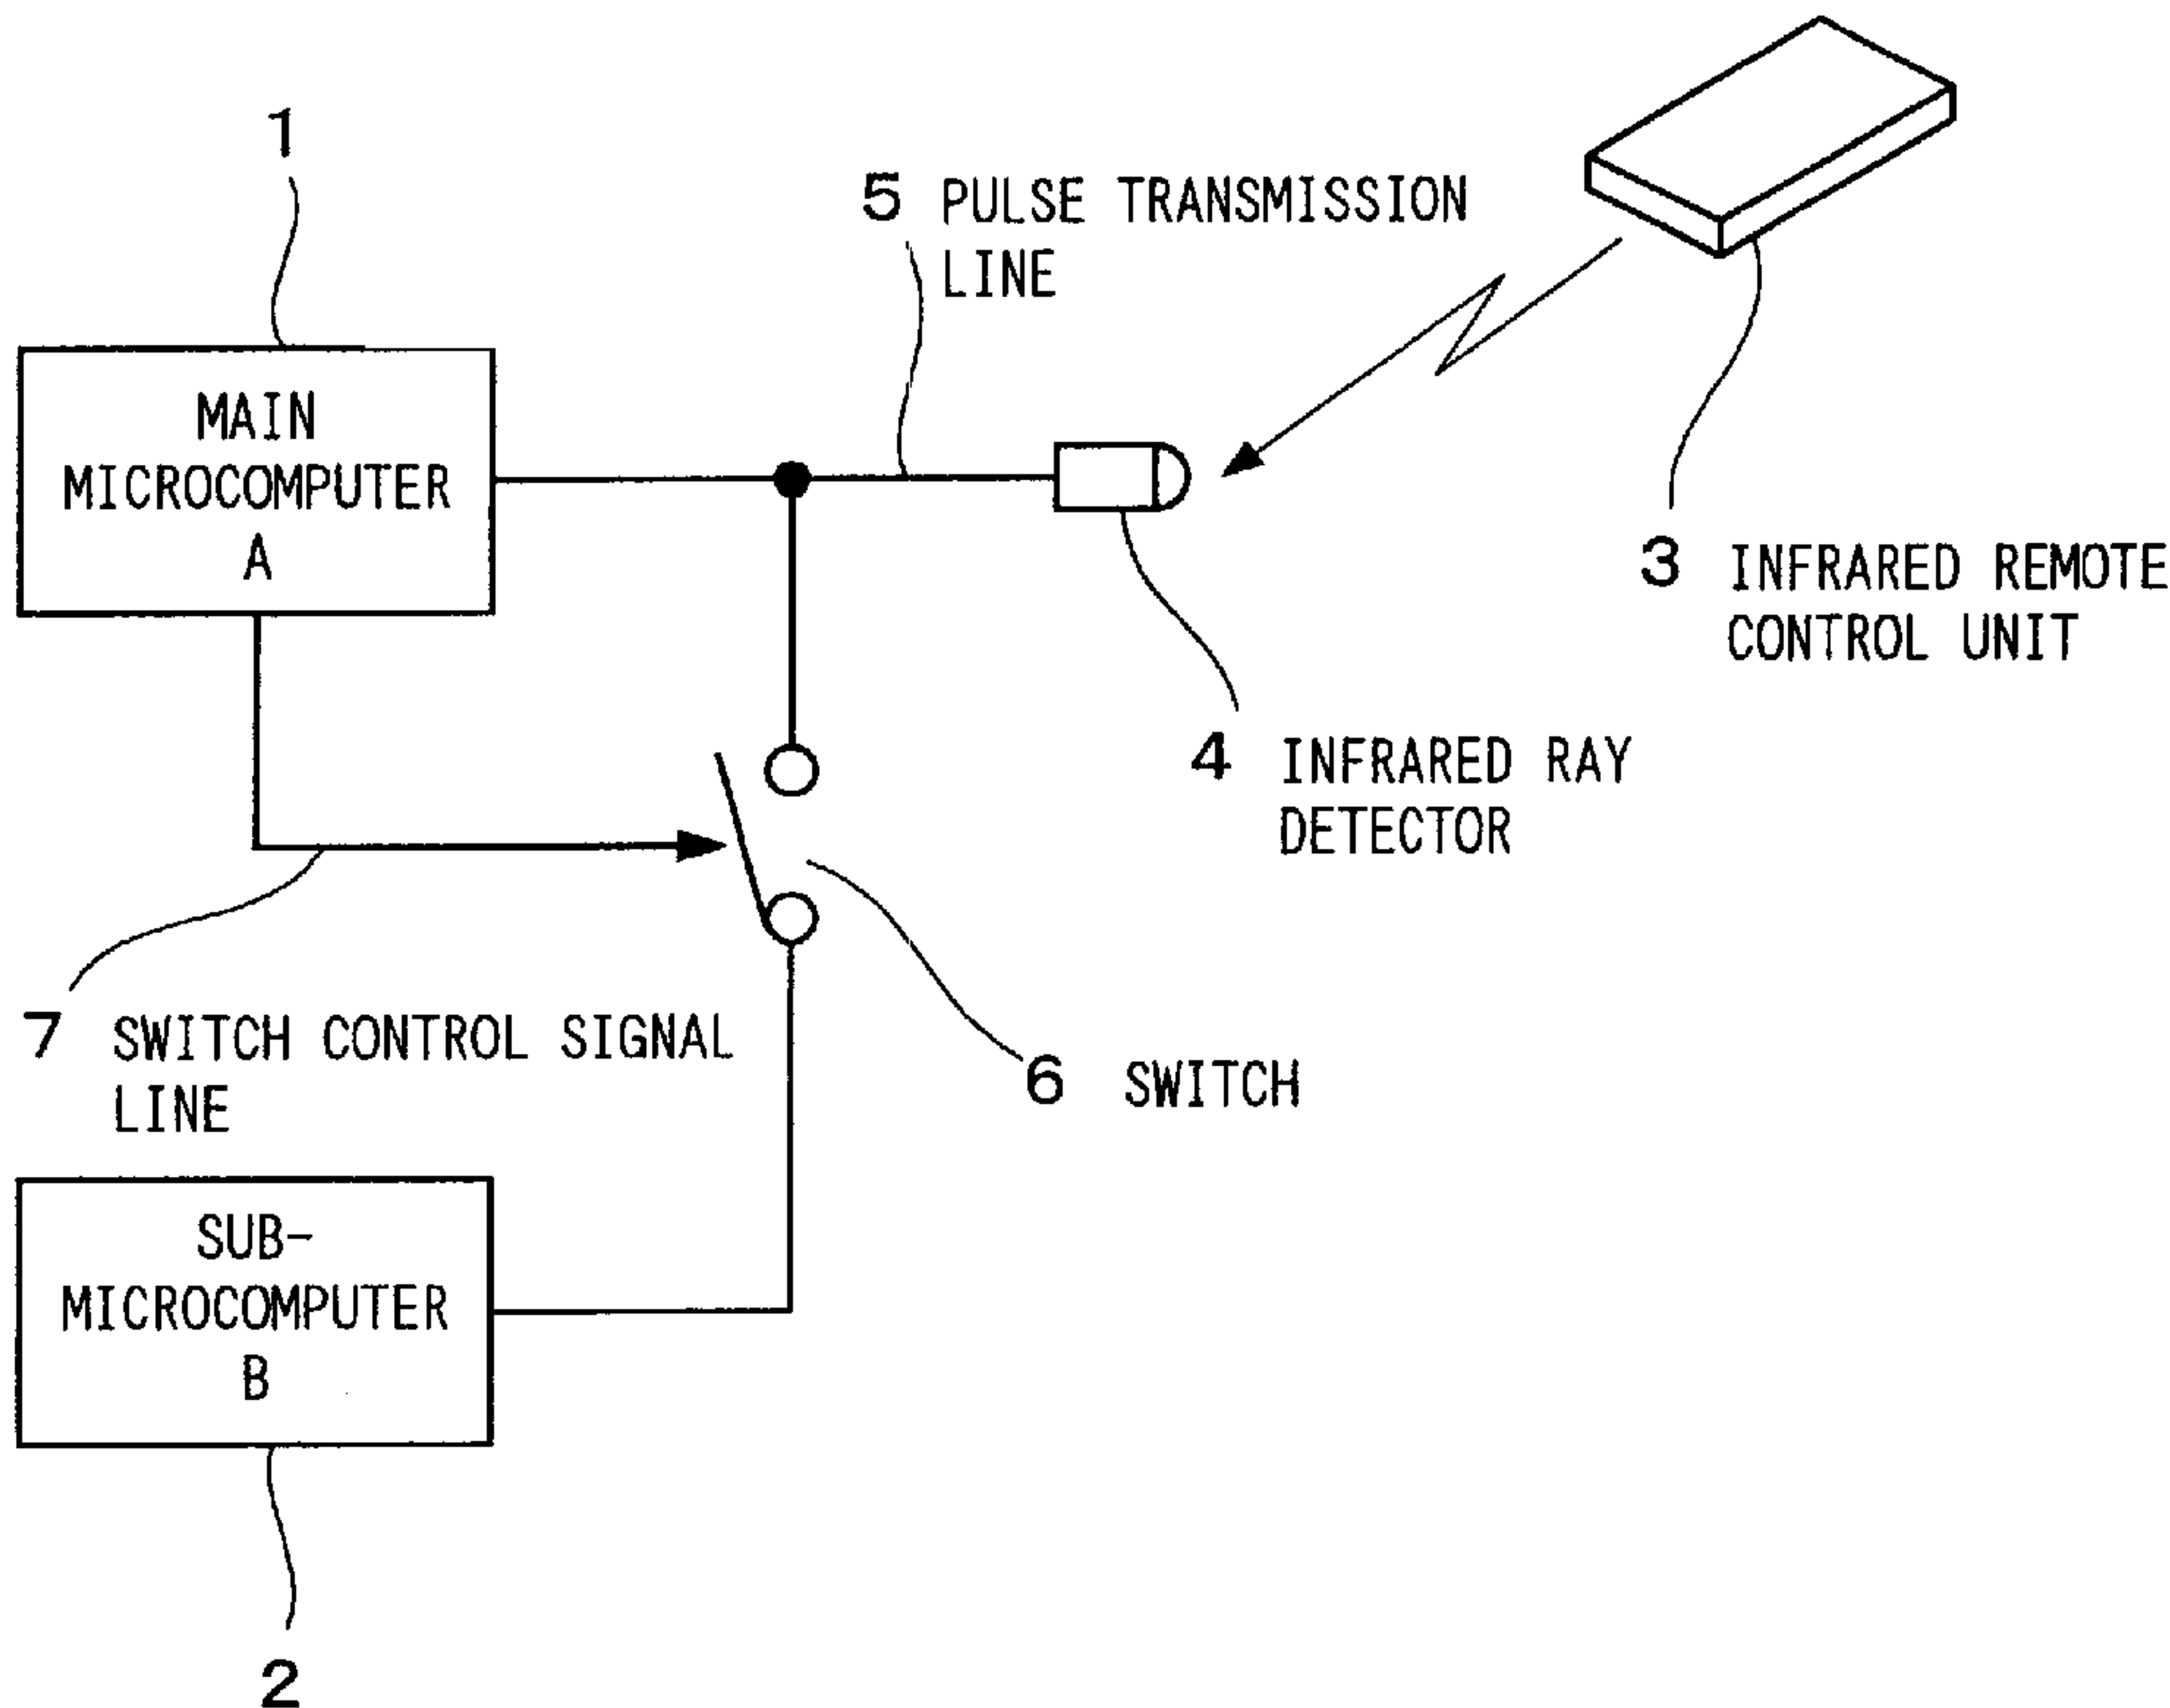 1
5 PULSE TRANSMISSION
LINE
MAIN
MICROCOMPUTER
A
3 INFRARED REMOTE
CONTROL UNIT
4 INFRARED RAY
DETECTOR
7 SWITCH CONTROL SIGNAL
LINE
6 SWITCH
SUB-
MICROCOMPUTER
B
2